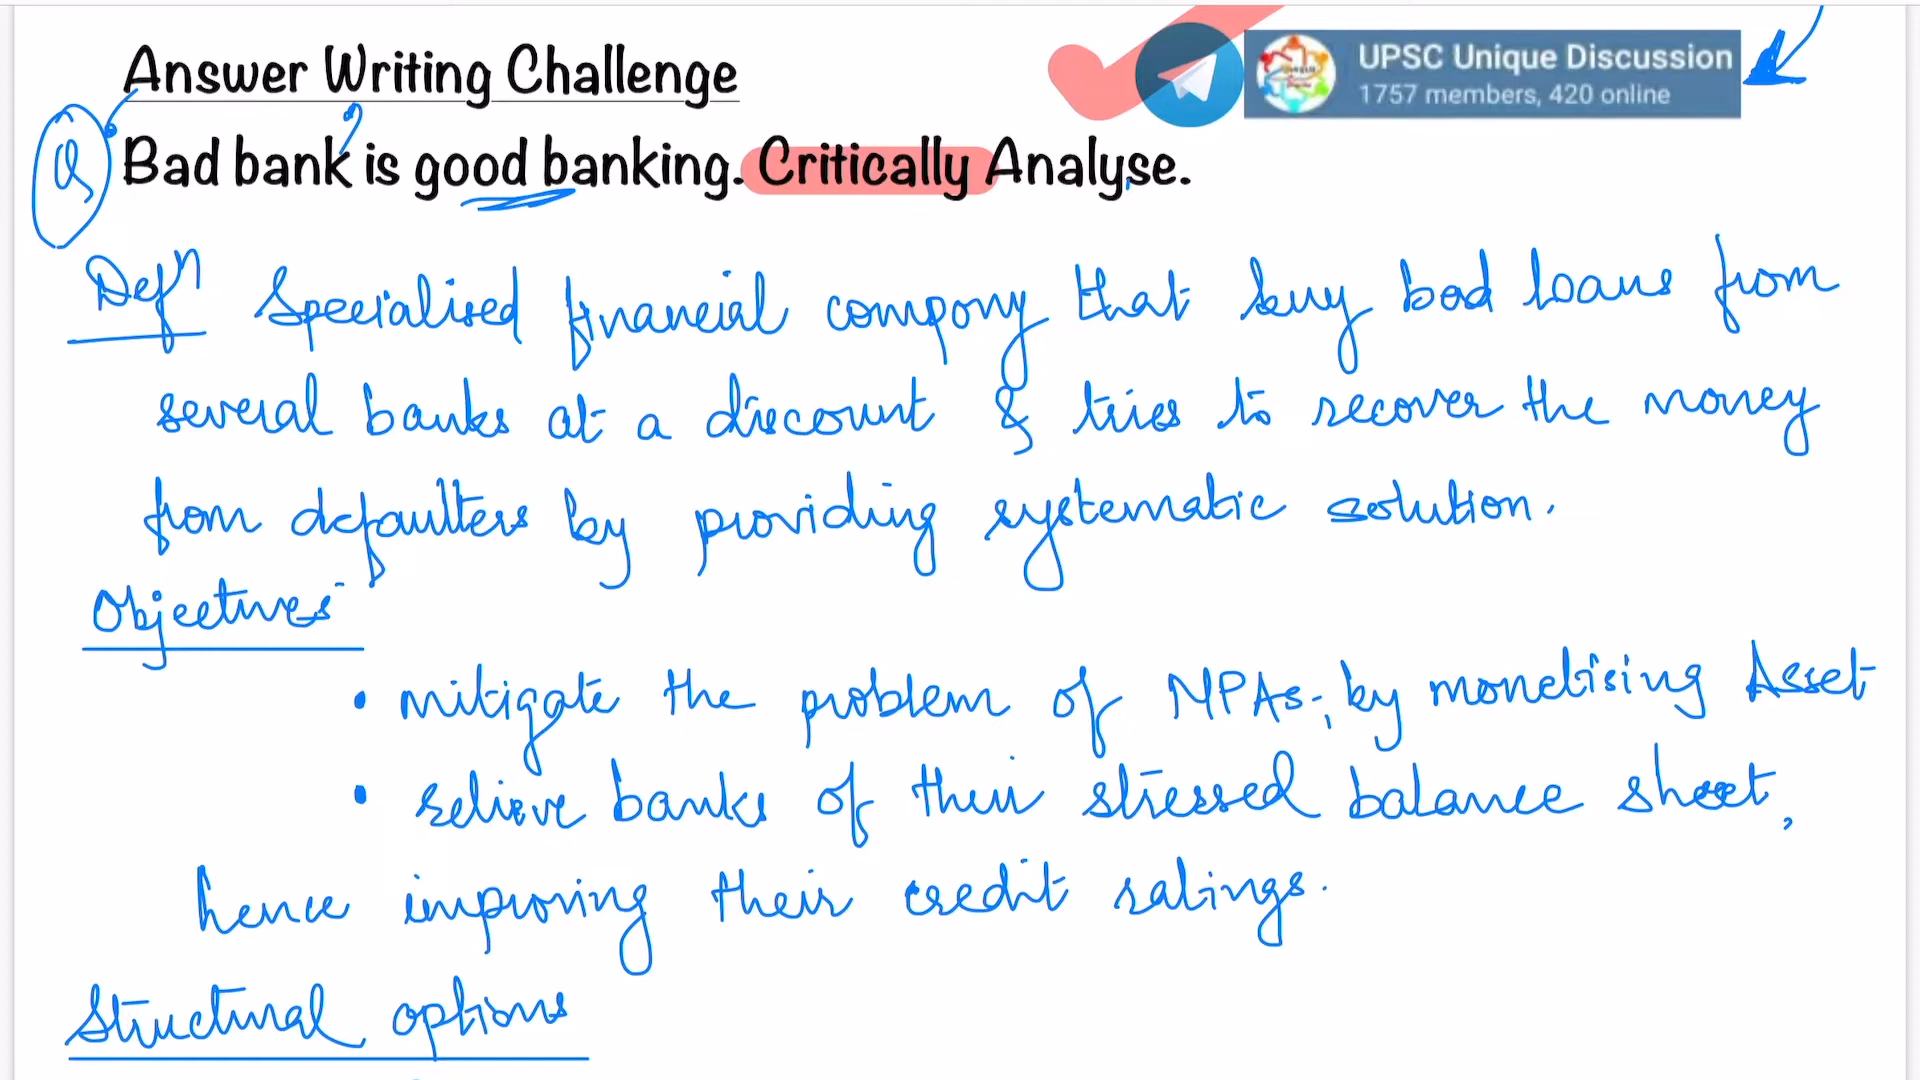 Answer Writing Challenge
UPSC Unique Discussion
1757 members, 420 online
Q
Bad bank is good banking. Critically Analyse.
?
Defn Specialised financial company that buy bad loans from
several banks at a discount & tries to recover the money
from defaulters by providing systematic solution.
Objectives
• mitigate the problem of NPAs; by monetising Asset
• relieve banks of their stressed balance sheet,
hence improving their credit ratings.
Structural options